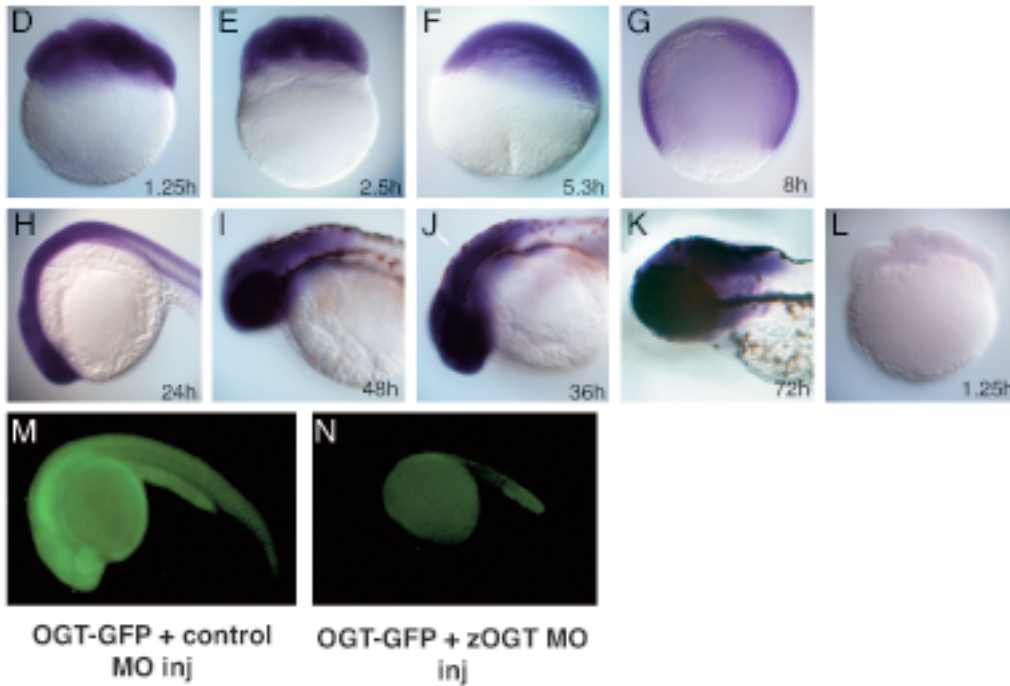 D
1.25h
E
2.5h
F
5.3h
G
8h
H
24h
I
48h
J
36h
K
72h
L
1.25h
M
N
OGT-GFP + control
MO inj
OGT-GFP + zOGT MO
inj